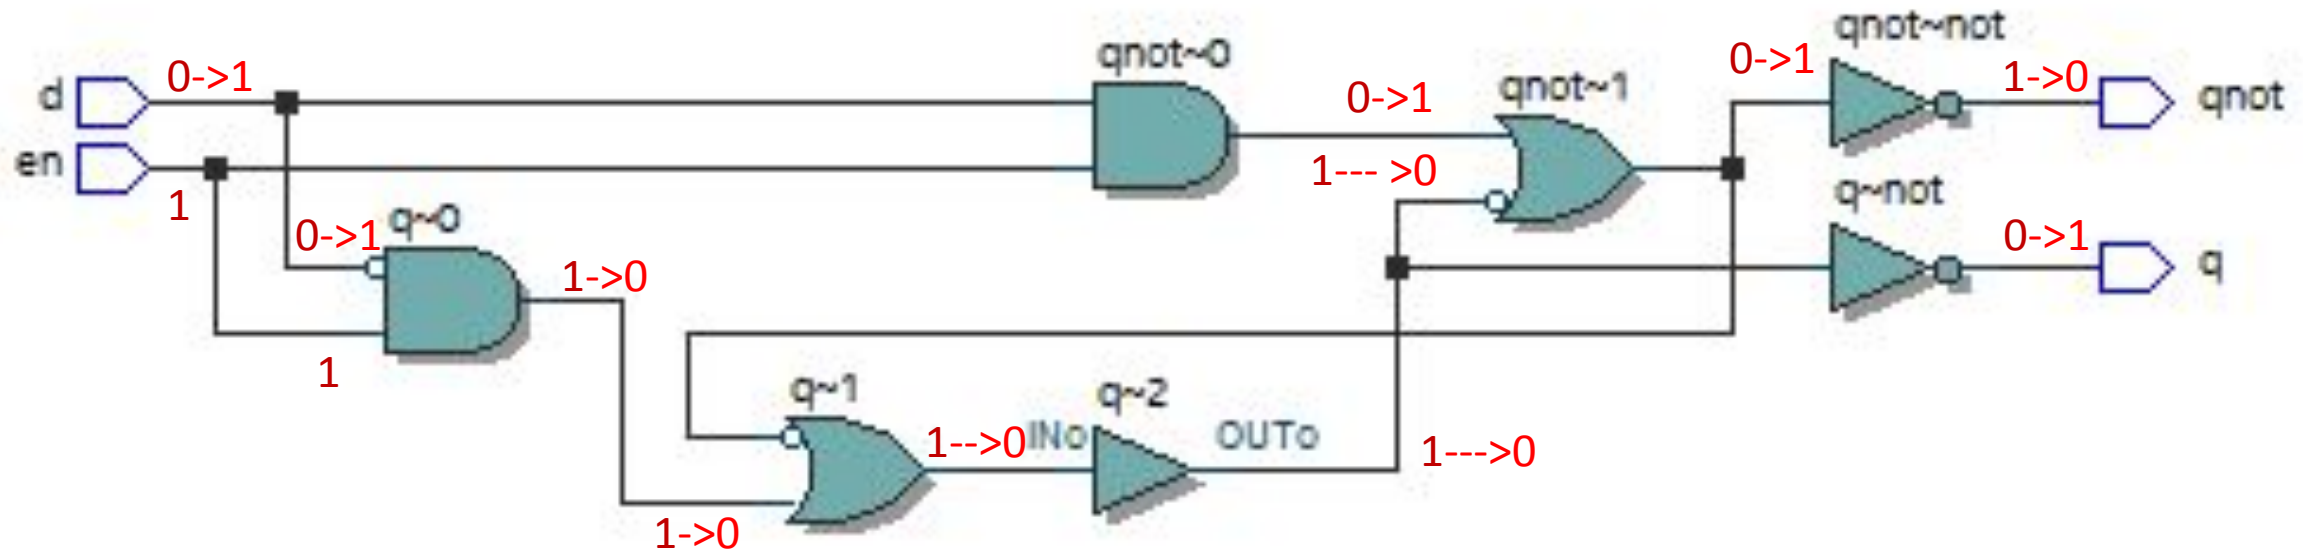 qnot~not
qnot~0
0->1
d
0->1
qnot~1
0->1
1->0
qnot
en
1--- >0
1
0->1
q~0
q~not
0->1
q
1->0
1
q~1
q~2
1-->0
INo
OUTo
1--->0
1->0